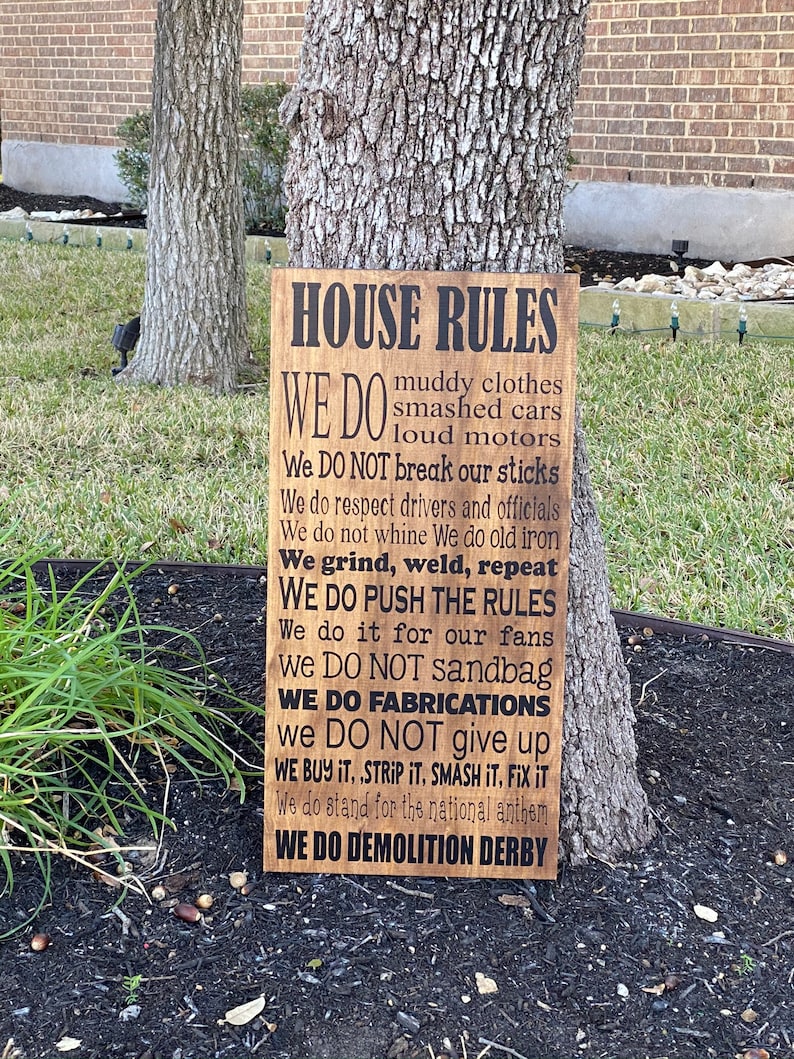 HOUSE RULES
WE DO muddy clothes
smashed cars
loud motors
We DO NOT break our sticks
We do respect drivers and officials
We do not whine We do old iron
We grind, weld, repeat
WE DO PUSH THE RULES
We do it for our fans
we DO NOT sandbag
WE DO FABRICATIONS
we DO NOT give up
WE BUY iT, ,STRiP iT, SMASH iT, FiX iT
We do stand for the national anthem
WE DO DEMOLITION DERBY